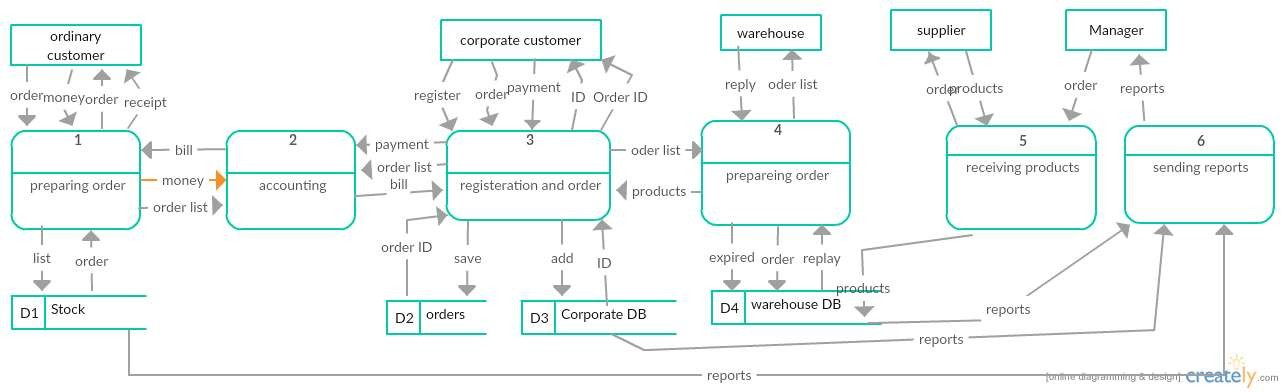 ordinary
customer
corporate customer
warehouse
supplier
Manager
order
money
order
receipt
register
order
payment
ID
Order ID
reply
oder list
order
products
order
reports
1
preparing order
2
accounting
3
registeration and order
4
prepareing order
5
receiving products
6
sending reports
bill
money
order list
payment
order list
bill
oder list
products
list
order
order ID
save
add
ID
expired
order
replay
products
D1
Stock
D2
orders
D3
Corporate DB
D4
warehouse DB
reports
reports
reports
[online diagramming & design]
creately.com